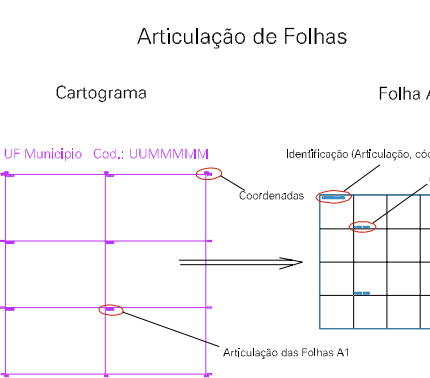 Articulação de Folhas
Cartograma
Folha A
UF Municipio Cod.: UUMMMMM
Identificação (Articulação, cód
Coordenadas
Articulação das Folhas A1